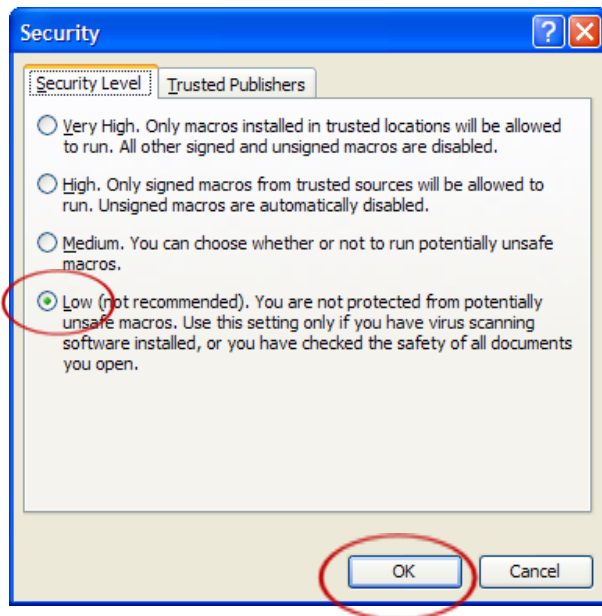 Security
Security Level
Trusted Publishers
Very High. Only macros installed in trusted locations will be allowed
to run. All other signed and unsigned macros are disabled.
High. Only signed macros from trusted sources will be allowed to
run. Unsigned macros are automatically disabled.
Medium. You can choose whether or not to run potentially unsafe
macros.
Low (not recommended). You are not protected from potentially
unsafe macros. Use this setting only if you have virus scanning
software installed, or you have checked the safety of all documents
you open.
OK
Cancel